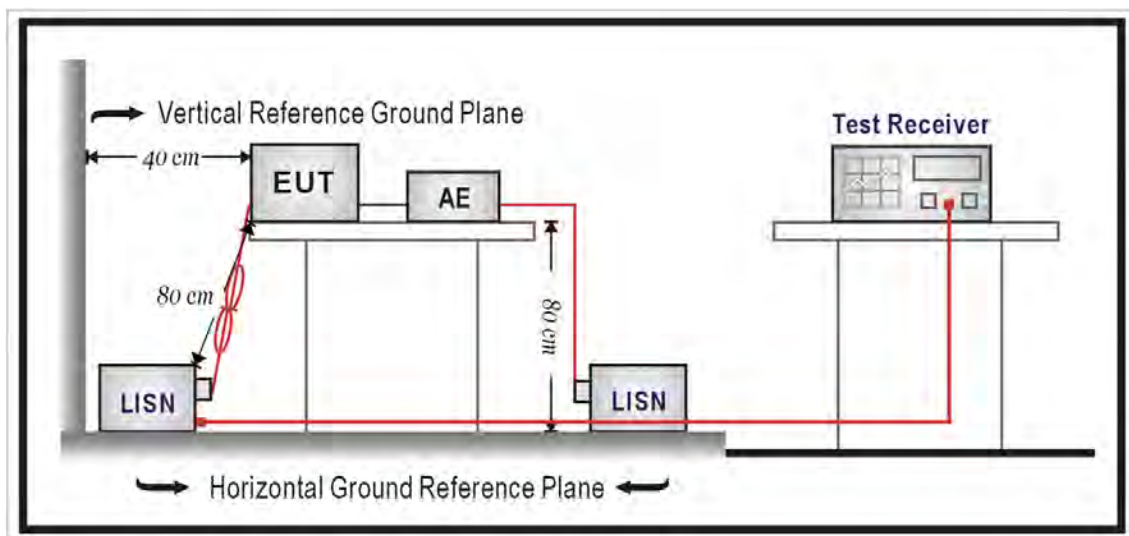 Vertical Reference Ground Plane
Test Receiver
40 cm
EUT
AE
80 cm
80 cm
LISN
LISN
Horizontal Ground Reference Plane